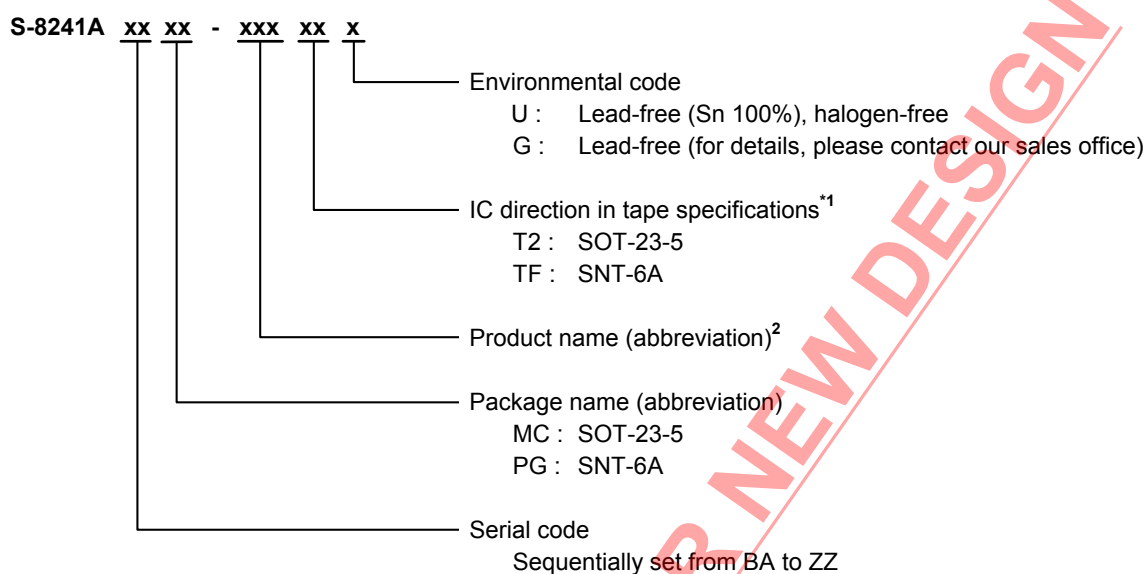 S-8241A xx xx - xxx xx x
Environmental code
U : Lead-free (Sn 100%), halogen-free
G : Lead-free (for details, please contact our sales office)
IC direction in tape specifications*1
T2 : SOT-23-5
TF : SNT-6A
Product name (abbreviation)2
Package name (abbreviation)
MC : SOT-23-5
PG : SNT-6A
Serial code
Sequentially set from BA to ZZ
R NEW DESIGN